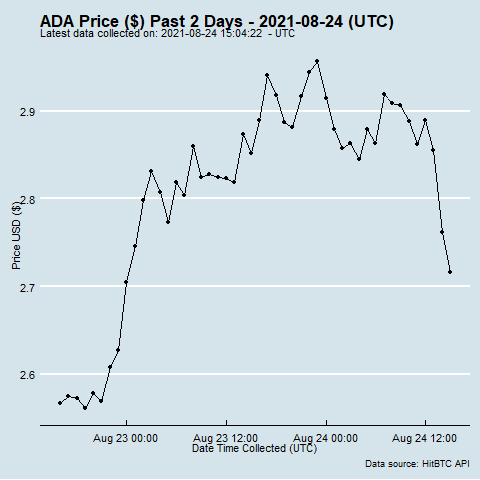 ADA Price ($) Past 2 Days - 2021-08-24 (UTC)
Latest data collected on: 2021-08-24 15:04:22  - UTC
2.9
2.8
2.7
2.6
Price USD ($)
Aug 23 00:00 Aug 23 12:00 Aug 24 00:00 Aug 24 12:00
Date Time Collected (UTC)
Data source: HitBTC API